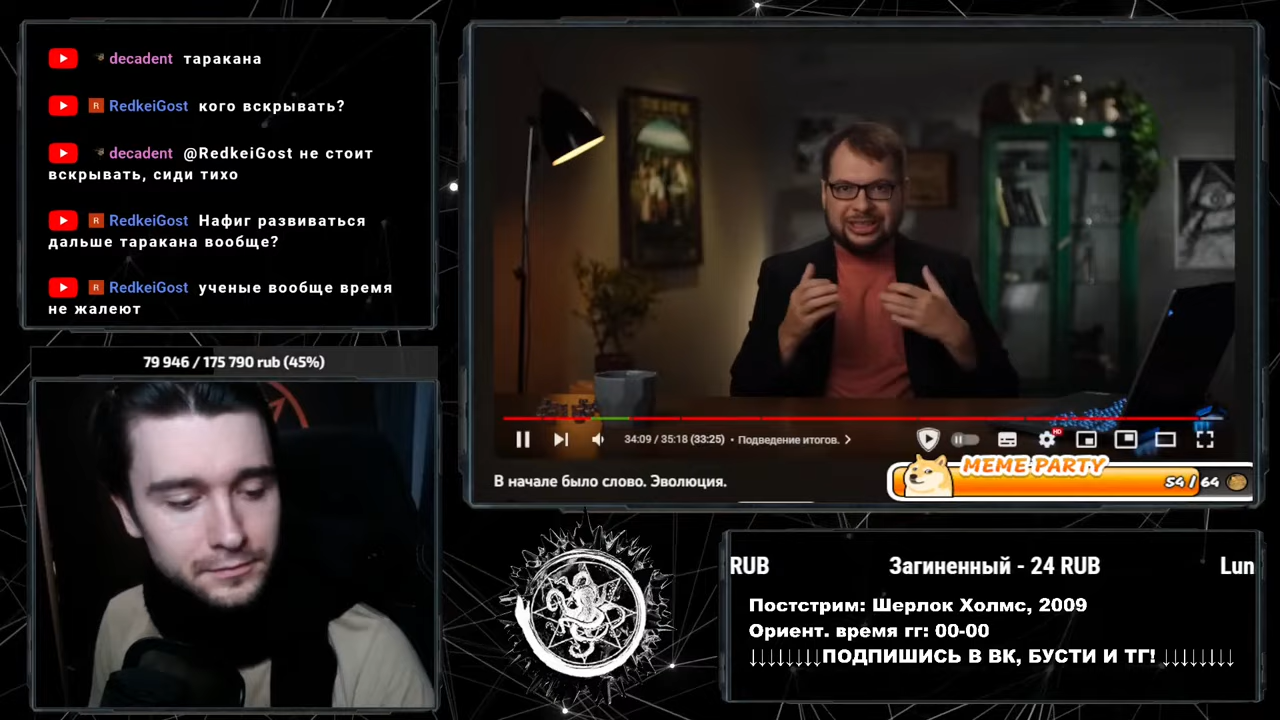 decadent таракана
R RedkeiGost кого вскрывать?
decadent @RedkeiGost не стоит
вскрывать, сиди тихо
R RedkeiGost Нафиг развиваться
дальше таракана вообще?
R RedkeiGost ученые вообще время
не жалеют
79 946 / 175 790 rub (45%)
34:09 / 35:18 (33:25) • Подведение итогов.
HD
В начале было слово. Эволюция.
MEME PARTY
54 / 64
RUB Загиненный - 24 RUB Lun
Постстрим: Шерлок Холмс, 2009
Ориент. время гг: 00-00
↓↓↓↓↓↓↓↓ПОДПИШИСЬ В ВК, БУСТИ И ТГ! ↓↓↓↓↓↓↓↓